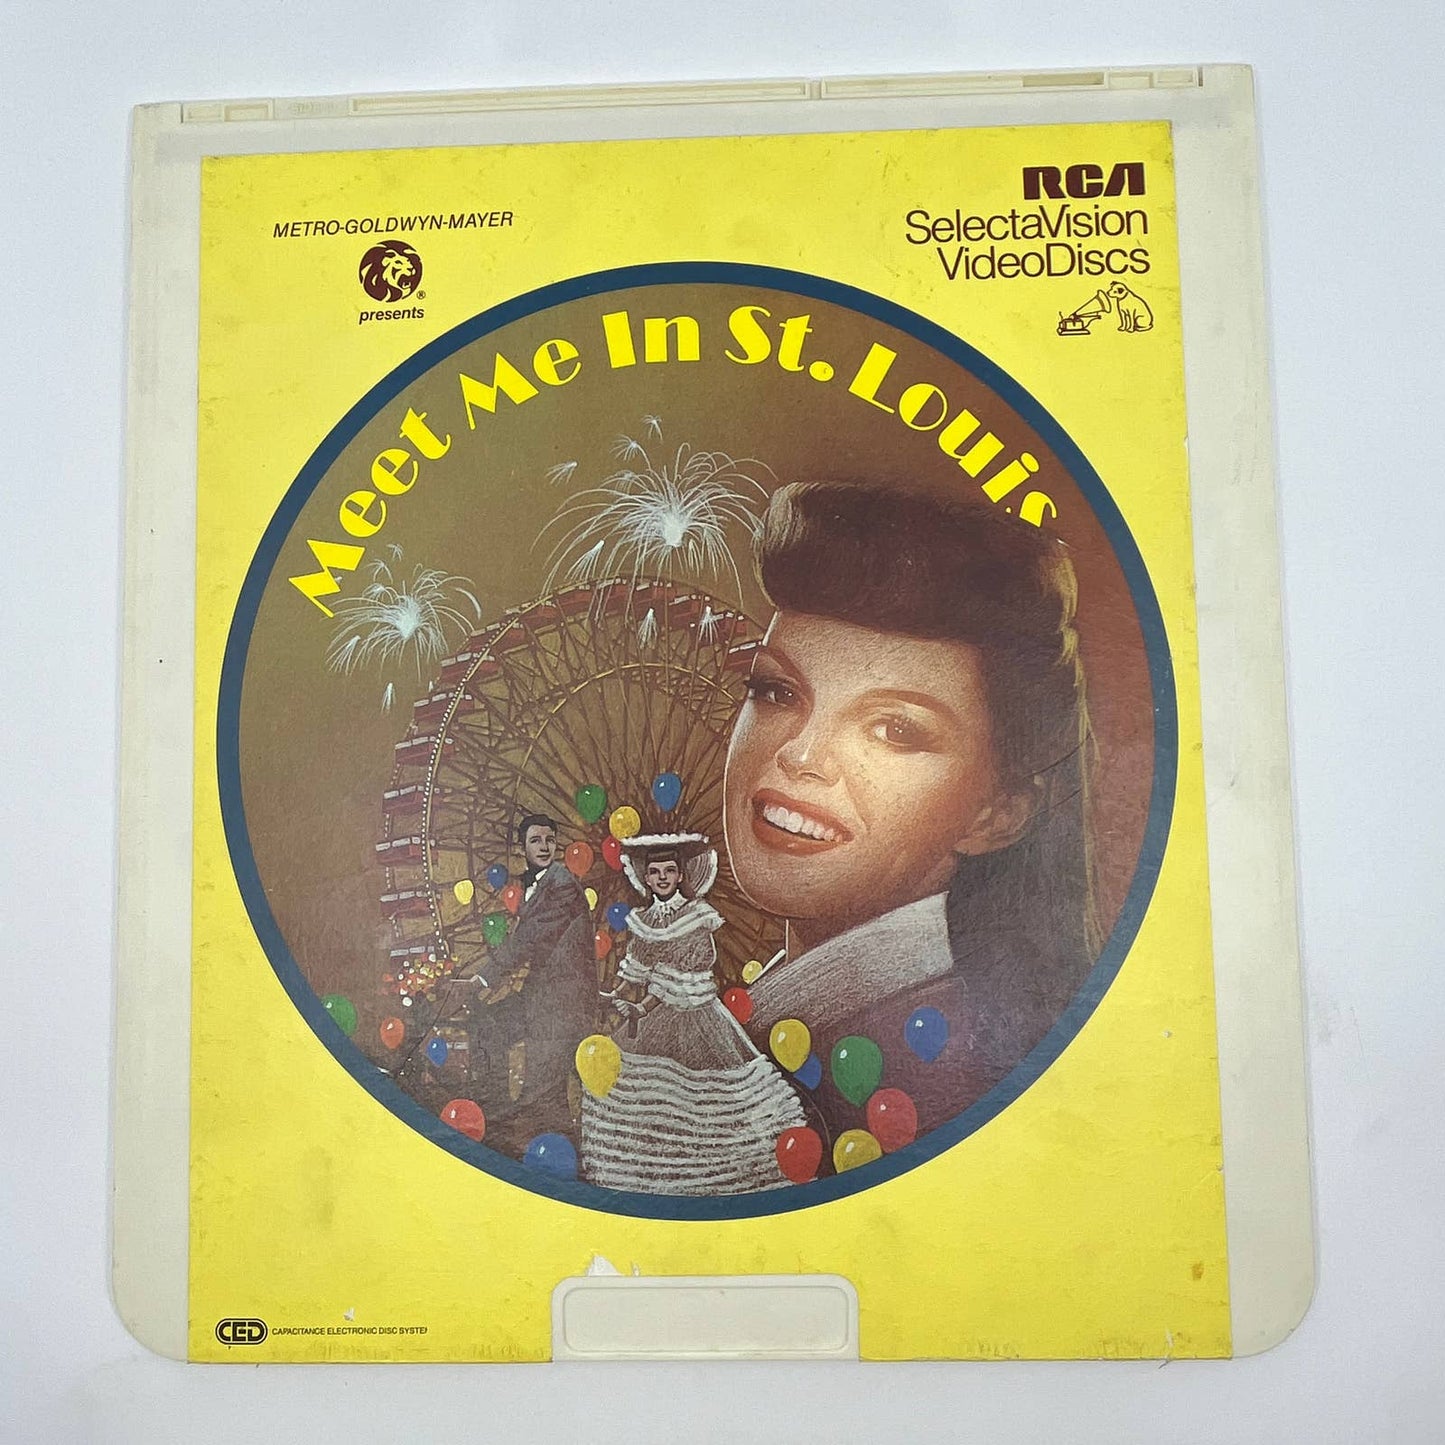 METRO-GOLDWYN-MAYER
®
presents
RCA
SelectaVision
VideoDiscs
Meet Me In St. Louis
CED CAPACITANCE ELECTRONIC DISC SYSTEM